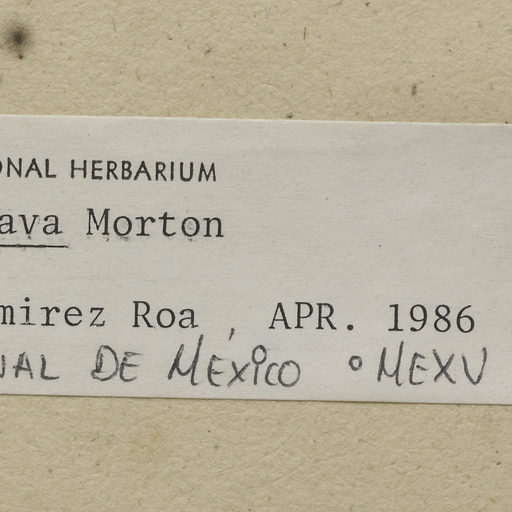 ONAL HERBARIUM
ava Morton
mirez Roa , APR. 1986
NAL DE MÉXICO o MEXU